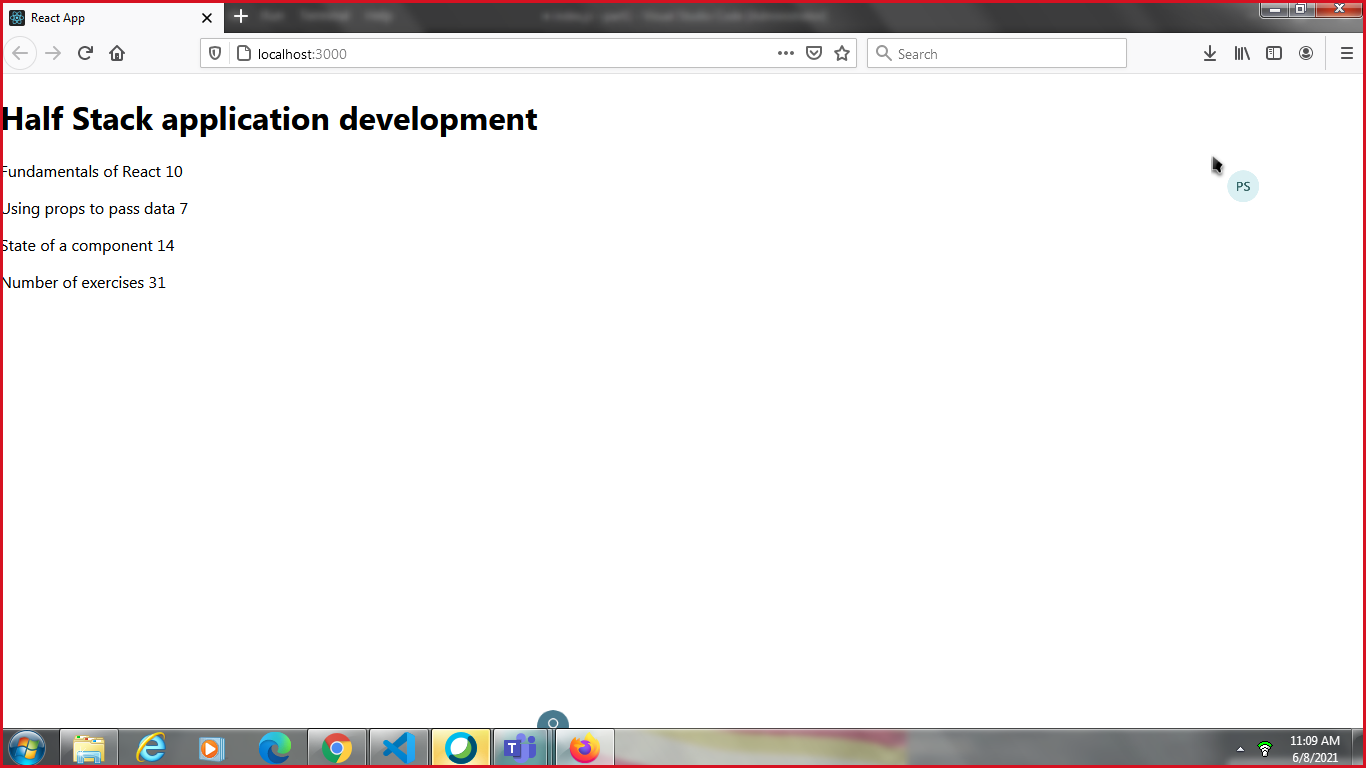 React App
localhost:3000
Search
Half Stack application development
Fundamentals of React 10
Using props to pass data 7
State of a component 14
Number of exercises 31
PS
11:09 AM
6/8/2021